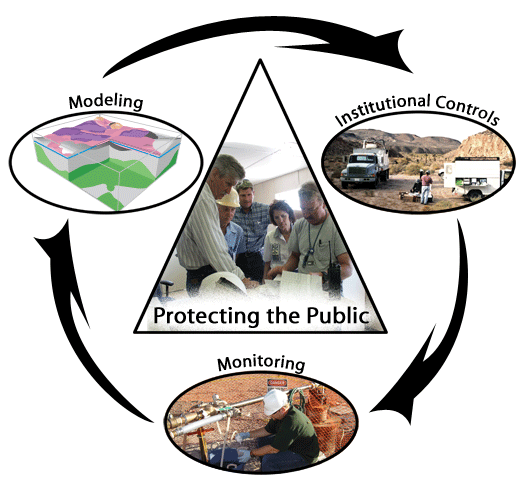 Modeling
Institutional Controls
Protecting the Public
Monitoring